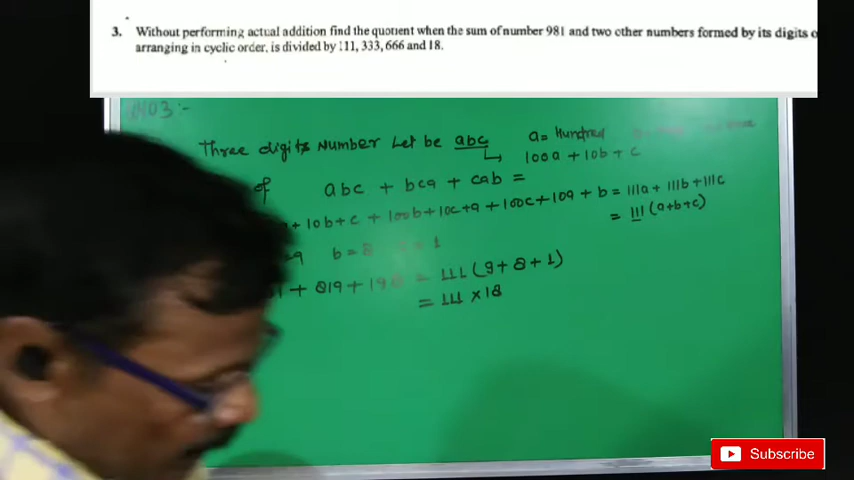 3. Without performing actual addition find the quotient when the sum of number 981 and two other numbers formed by its digits
arranging in cyclic order, is divided by 111, 333, 666 and 18.
Three digits Number Let be abc a = Hundred
100a + 10b + c
of abc + bca + cab =
+ 10b + c + 100b + 10c + a + 100c + 10a + b = 111a + 111b + 111c
= 111 (a+b+c)
b = 8 = 1
+ 819 + 198 = 111 (9 + 8 + 1)
= 111 × 18
Subscribe